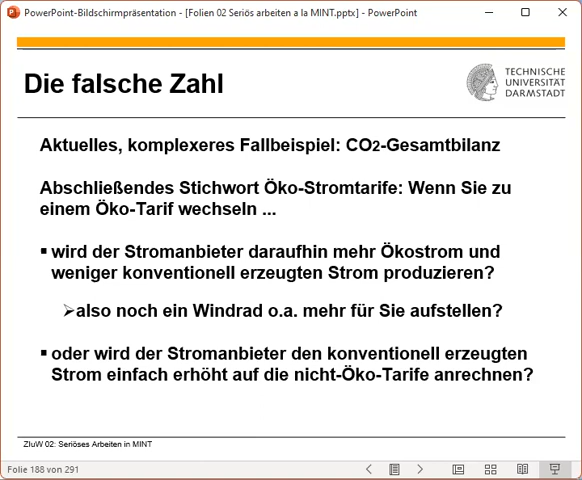 PowerPoint-Bildschirmpräsentation - [Folien 02 Seriös arbeiten a la MINT.pptx] - PowerPoint
Die falsche Zahl
TECHNISCHE
UNIVERSITÄT
DARMSTADT
Aktuelles, komplexeres Fallbeispiel: CO2-Gesamtbilanz
Abschließendes Stichwort Öko-Stromtarife: Wenn Sie zu
einem Öko-Tarif wechseln ...
▪ wird der Stromanbieter daraufhin mehr Ökostrom und
weniger konventionell erzeugten Strom produzieren?
➢also noch ein Windrad o.a. mehr für Sie aufstellen?
▪ oder wird der Stromanbieter den konventionell erzeugten
Strom einfach erhöht auf die nicht-Öko-Tarife anrechnen?
ZIuW 02: Seriöses Arbeiten in MINT
Folie 188 von 291